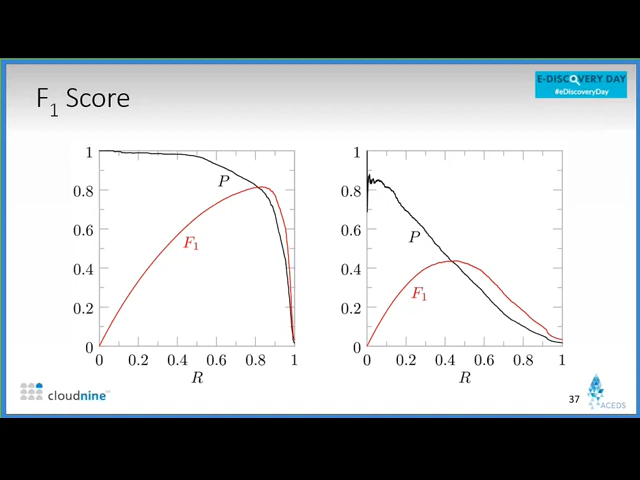 E-DISCOVERY DAY
#eDiscoveryDay
F1 Score
1
0.8
0.6
0.4
0.2
0
P
F1
0 0.2 0.4 0.6 0.8 1
R
1
0.8
0.6
0.4
0.2
0
P
F1
0 0.2 0.4 0.6 0.8 1
R
cloudnine
37
ACEDS